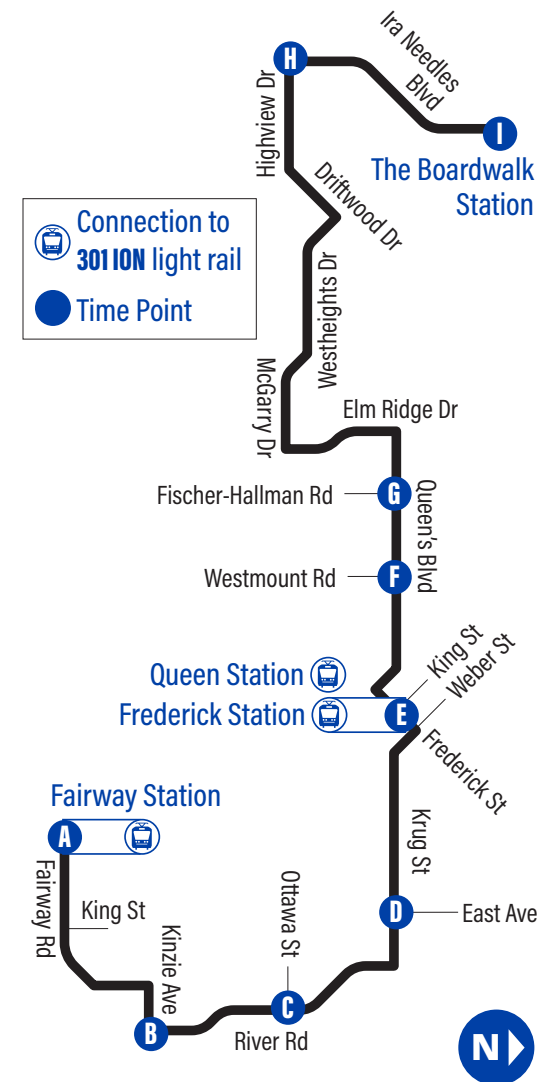 H
Ira Needles
Blvd
I
The Boardwalk
Station
Highview Dr
Driftwood Dr
Connection to
301 ION light rail
Time Point
Westheights Dr
McGarry Dr
Elm Ridge Dr
Fischer-Hallman Rd
G
Queen's Blvd
Westmount Rd
F
Queen Station
King St
Weber St
Frederick Station
E
Frederick St
Fairway Station
A
Krug St
Fairway Rd
King St
Kinzie Ave
Ottawa St
D
East Ave
B
C
River Rd
N